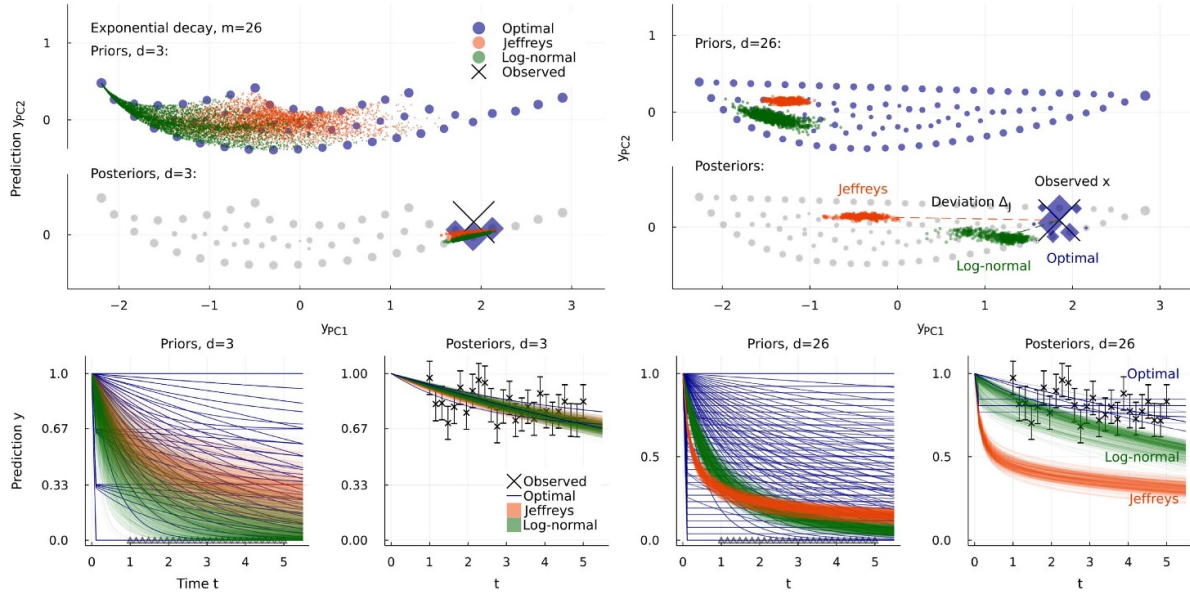 Exponential decay, m=26
Priors, d=3:
Optimal
Jeffreys
Log-normal
Observed
Posteriors, d=3:
Prediction yPC2
1
0
0
−2
−1
0
1
2
3
yPC1
Priors, d=26:
Posteriors:
Jeffreys
Deviation ΔJ
Observed x
Log-normal
Optimal
yPC2
1
0
0
−2
−1
0
1
2
3
yPC1
Priors, d=3
Prediction y
1.0
0.67
0.33
0.0
0
1
2
3
4
5
Time t
Posteriors, d=3
1.00
0.67
0.33
0.00
Observed
Optimal
Jeffreys
Log-normal
0
1
2
3
4
5
t
Priors, d=26
1.0
0.5
0.0
0
1
2
3
4
5
t
Posteriors, d=26
Optimal
Log-normal
Jeffreys
1.0
0.5
0.0
0
1
2
3
4
5
t